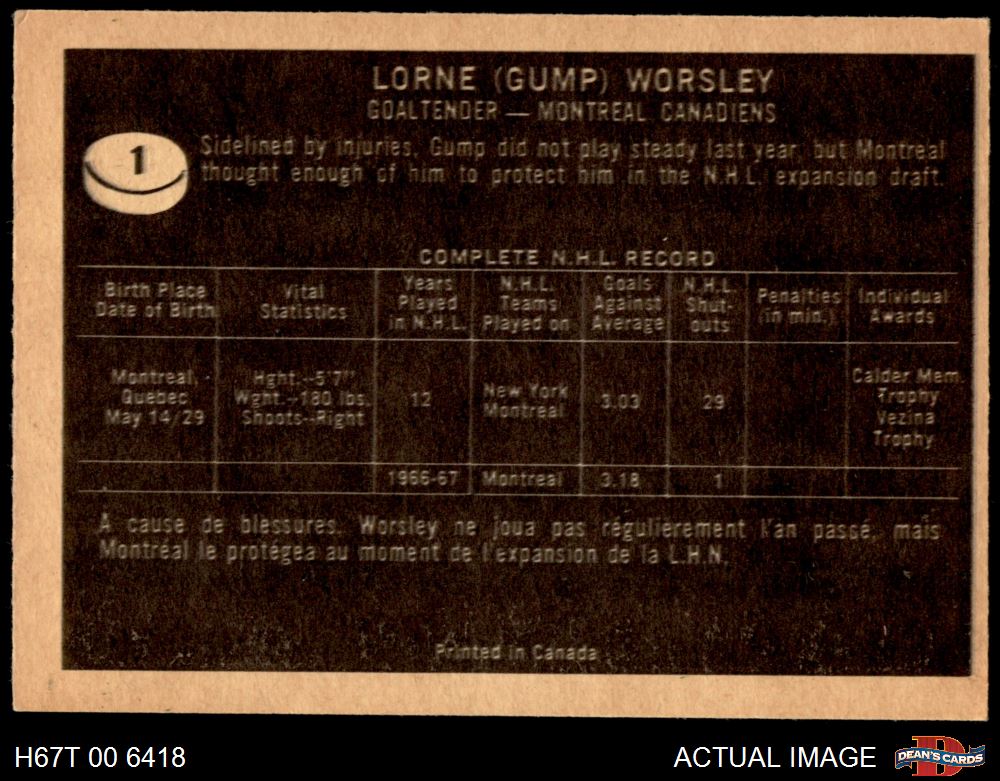 LORNE (GUMP) WORSLEY
GOALTENDER — MONTREAL CANADIENS
1
Sidelined by injuries, Gump did not play steady last year, but Montreal
thought enough of him to protect him in the N.H.L. expansion draft.
COMPLETE N.H.L. RECORD
Birth Place
Date of Birth
Vital
Statistics
Years
Played
in N.H.L.
N.H.L.
Teams
Played on
Goals
Against
Average
N.H.L.
Shut-
outs
Penalties
(in min.)
Individual
Awards
Montreal,
Quebec
May 14/29
Hght.--5'7"
Wght.--180 lbs.
Shoots--Right
12
New York
Montreal
3.03
29
Calder Mem.
Trophy
Vezina
Trophy
1966-67
Montreal
3.18
1
A cause de blessures, Worsley ne joua pas régulièrement l'an passé, mais
Montréal le protégea au moment de l'expansion de la L.H.N.
Printed in Canada
H67T 00 6418
ACTUAL IMAGE
D
DEAN'S CARDS